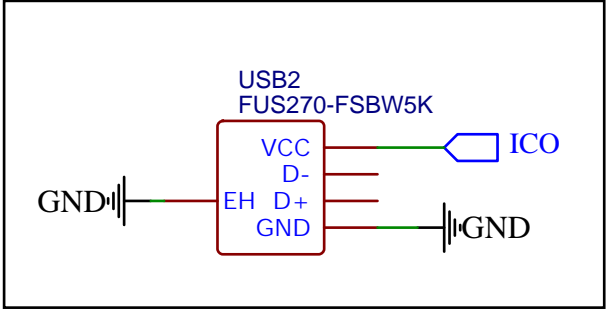 USB2
FUS270-FSBW5K
VCC
ICO
D-
GND
EH
D+
GND
GND